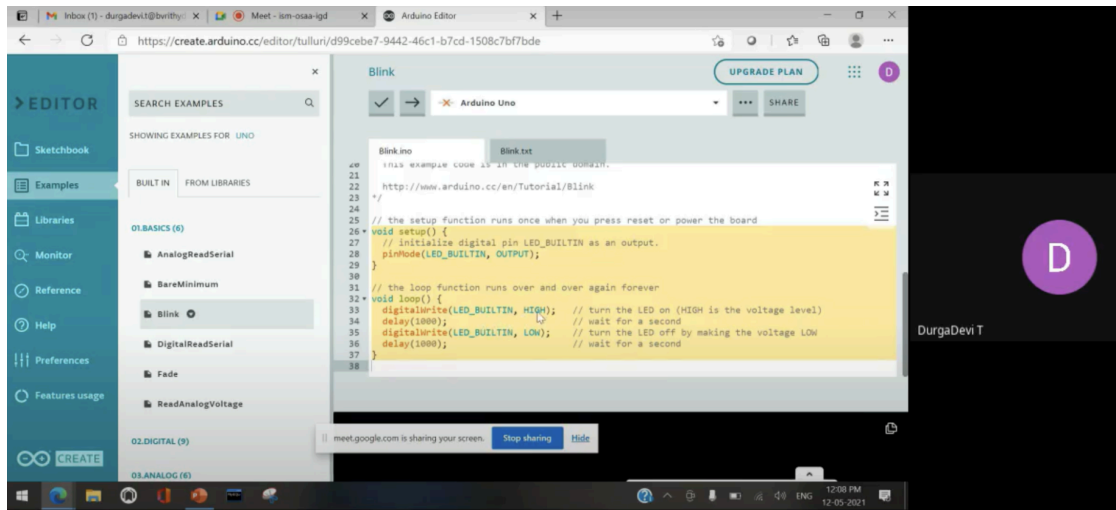 Inbox (1) - durgadevi.t@bvrithy
Meet - ism-osaa-igd
Arduino Editor
https://create.arduino.cc/editor/tulluri/d99cebe7-9442-46c1-b7cd-1508c7bf7bde
EDITOR
Sketchbook
Examples
Libraries
Monitor
Reference
Help
Preferences
Features usage
CREATE
SEARCH EXAMPLES
SHOWING EXAMPLES FOR UNO
BUILT IN FROM LIBRARIES
01.BASICS (6)
AnalogReadSerial
BareMinimum
Blink
DigitalReadSerial
Fade
ReadAnalogVoltage
02.DIGITAL (9)
03.ANALOG (6)
Blink
UPGRADE PLAN
D
Arduino Uno
SHARE
Blink.ino Blink.txt
20 This example code is in the public domain.
21
22 http://www.arduino.cc/en/Tutorial/Blink
23 */
24
25 // the setup function runs once when you press reset or power the board
26 void setup() {
27 // initialize digital pin LED_BUILTIN as an output.
28 pinMode(LED_BUILTIN, OUTPUT);
29 }
30
31 // the loop function runs over and over again forever
32 void loop() {
33 digitalWrite(LED_BUILTIN, HIGH); // turn the LED on (HIGH is the voltage level)
34 delay(1000); // wait for a second
35 digitalWrite(LED_BUILTIN, LOW); // turn the LED off by making the voltage LOW
36 delay(1000); // wait for a second
37 }
38
meet.google.com is sharing your screen. Stop sharing Hide
D
DurgaDevi T
ENG
12:08 PM
12-05-2021